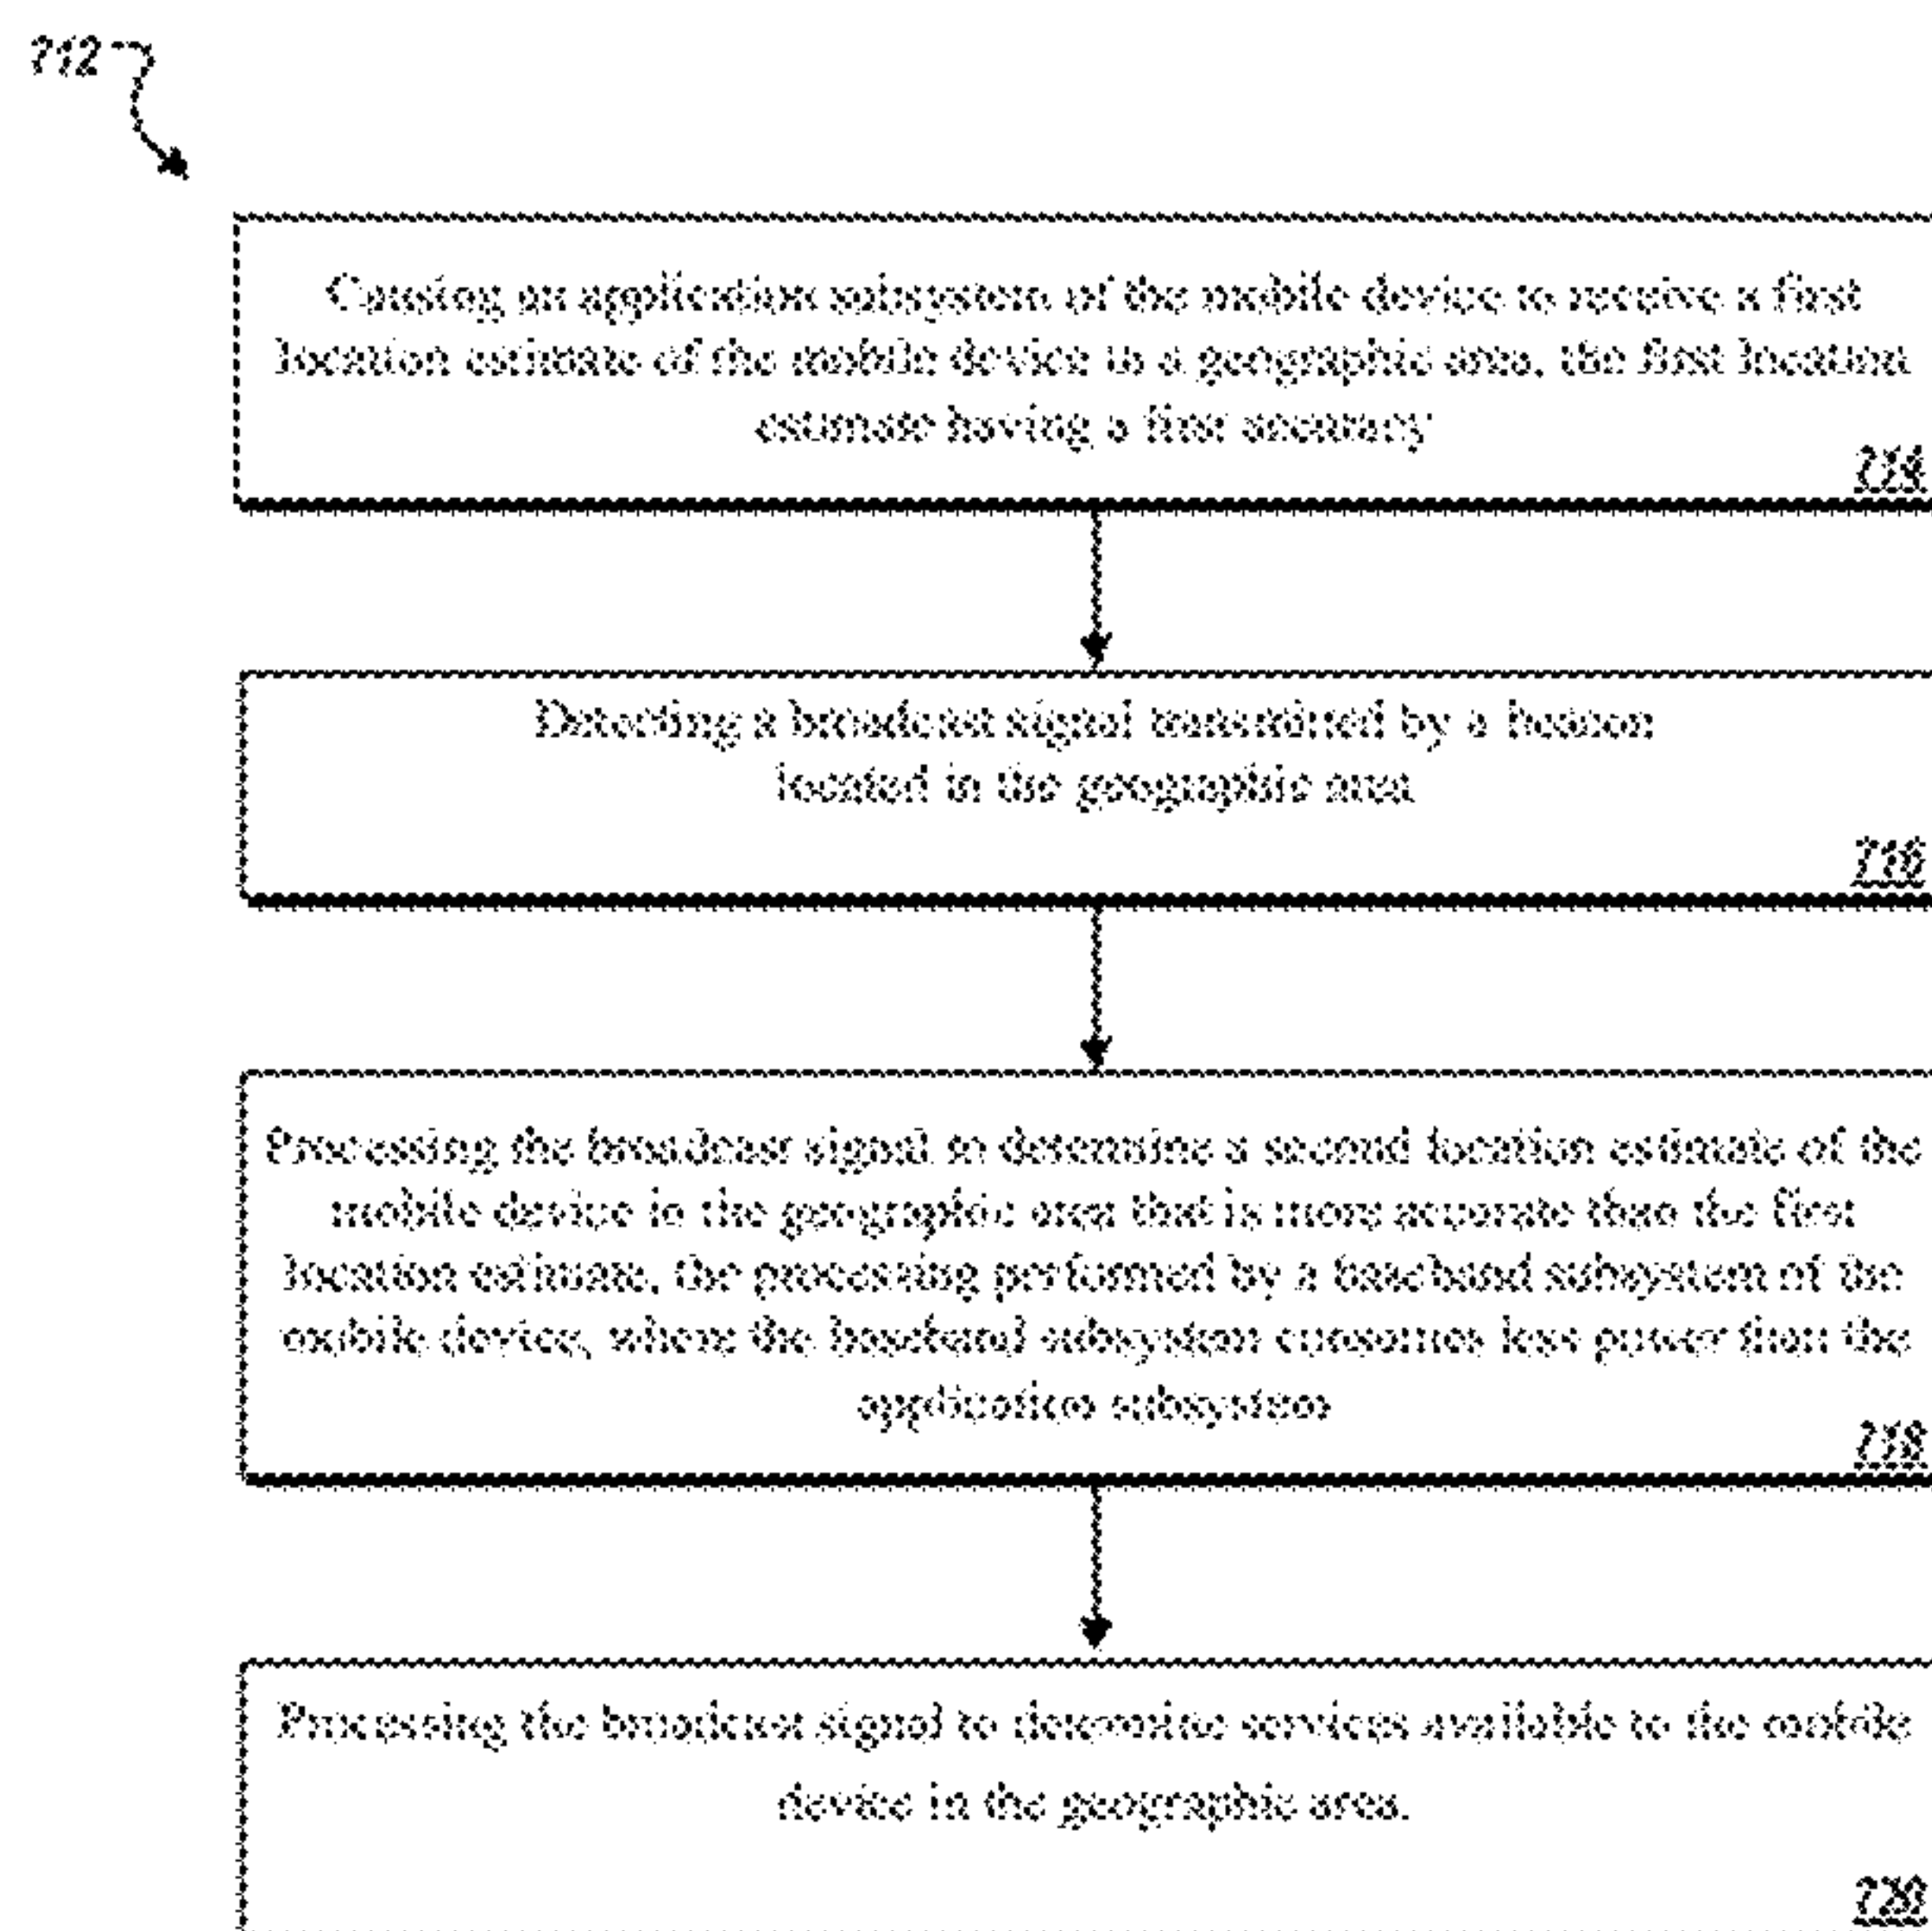 712
Causing an application subsystem of the mobile device to receive a first
location estimate of the mobile device in a geographic area, the first location
estimate having a first accuracy
714
Detecting a broadcast signal transmitted by a beacon
located in the geographic area
716
Processing the broadcast signal to determine a second location estimate of the
mobile device in the geographic area that is more accurate than the first
location estimate, the processing performed by a baseband subsystem of the
mobile device, where the baseband subsystem consumes less power than the
application subsystem
718
Processing the broadcast signal to determine services available to the mobile
device in the geographic area.
720